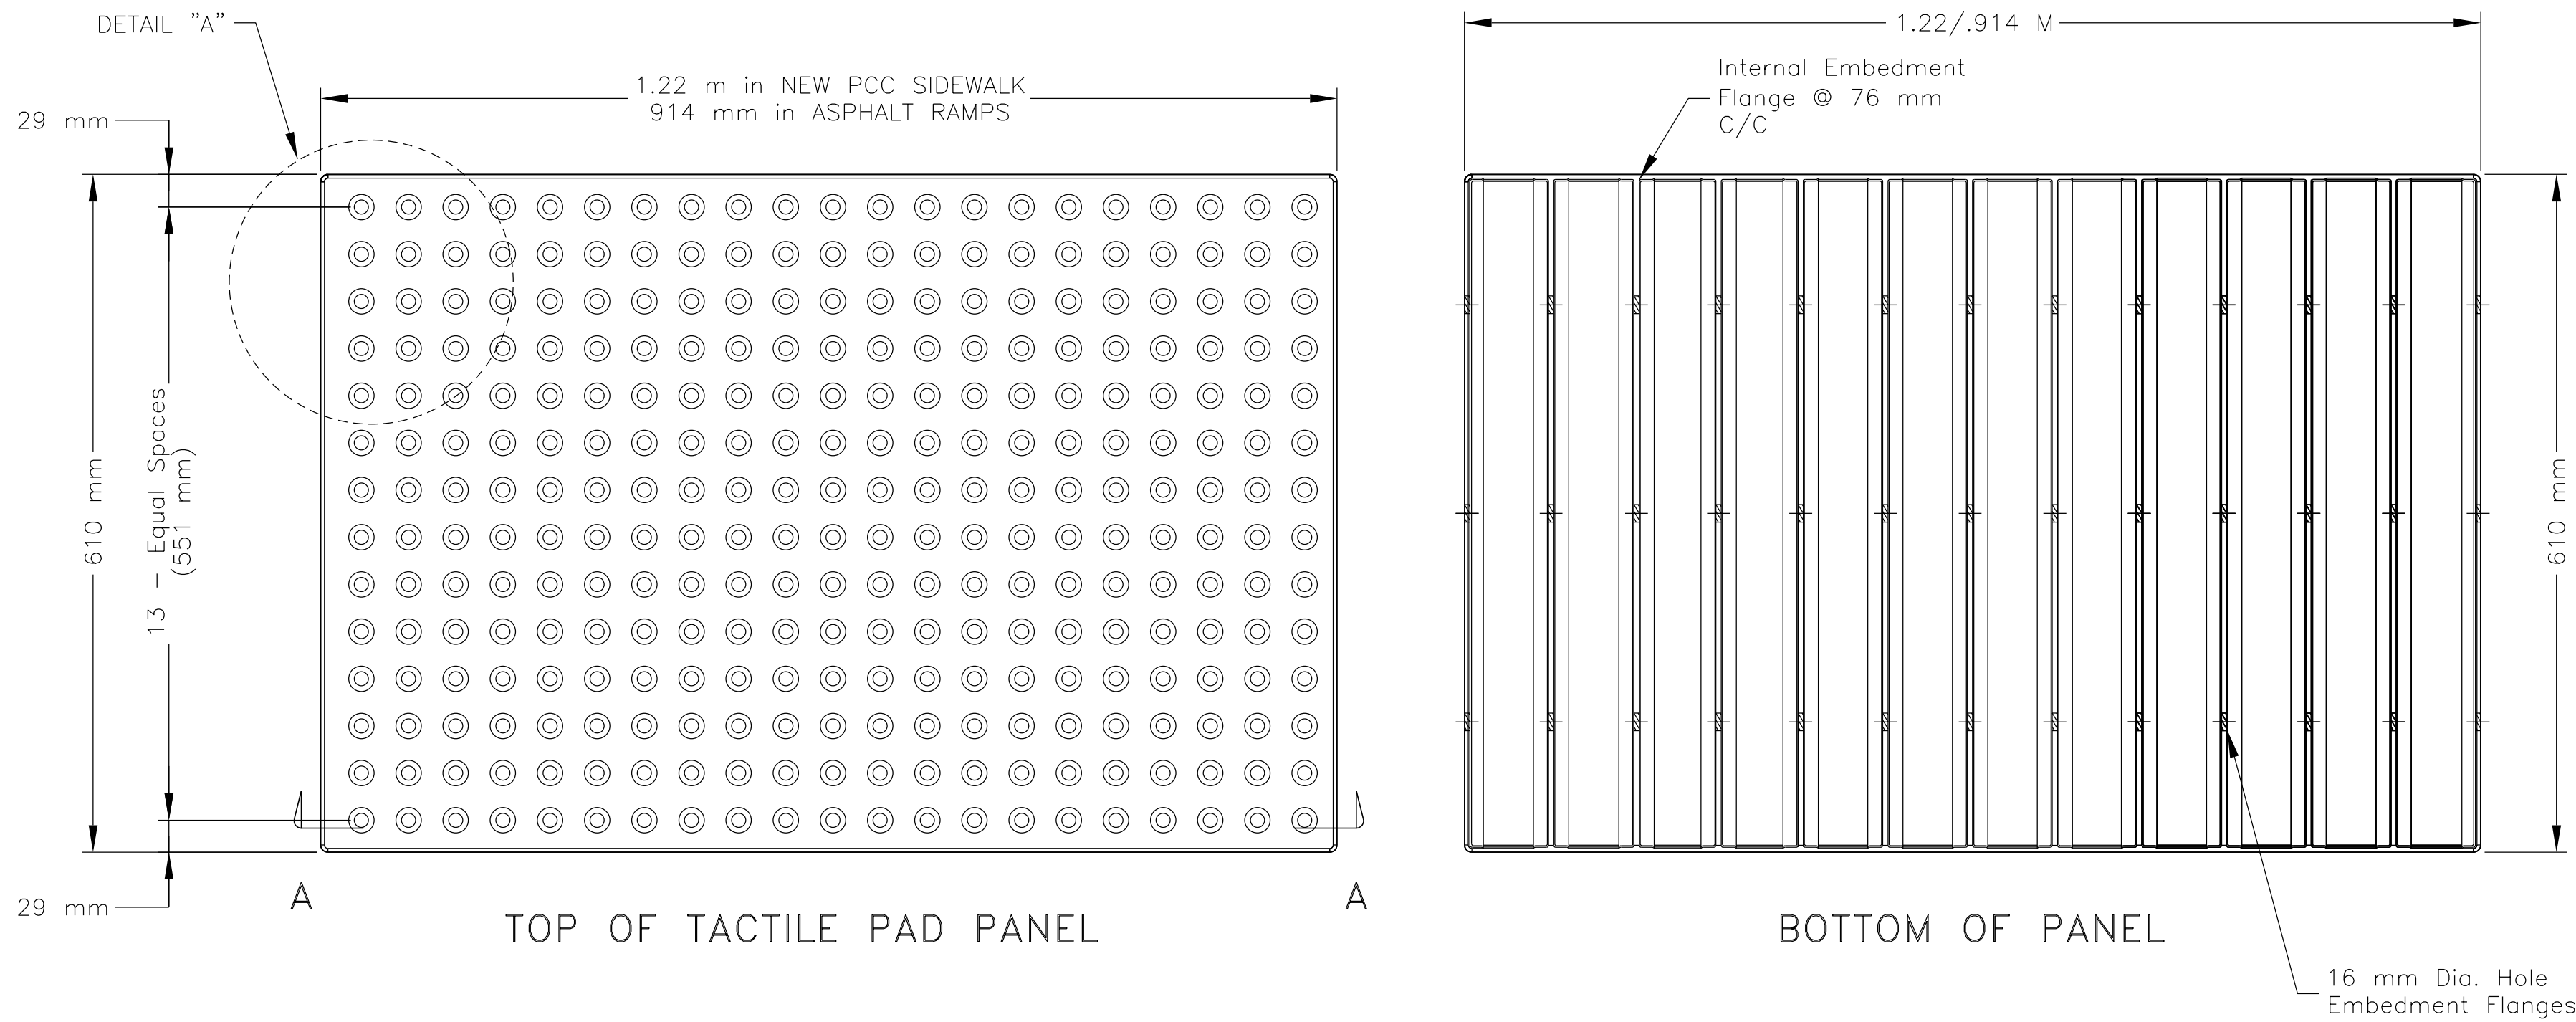 DETAIL "A"
1.22 m in NEW PCC SIDEWALK
914 mm in ASPHALT RAMPS
29 mm
610 mm
13 - Equal Spaces
(551 mm)
29 mm
A
A
TOP OF TACTILE PAD PANEL
1.22/.914 M
Internal Embedment
Flange @ 76 mm
C/C
610 mm
BOTTOM OF PANEL
16 mm Dia. Hole
Embedment Flanges